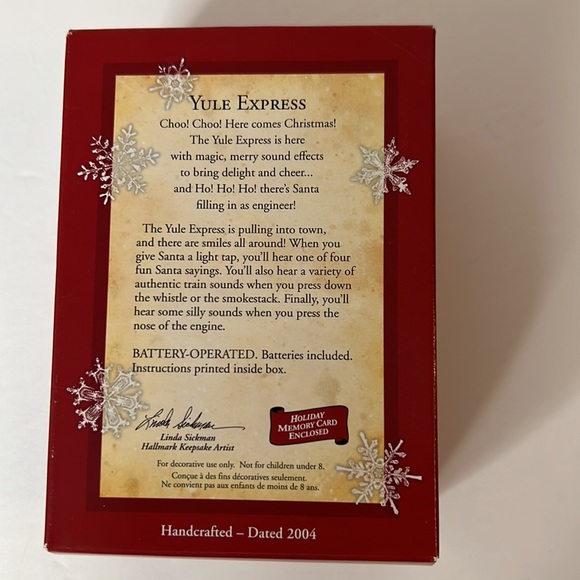 YULE EXPRESS
Choo! Choo! Here comes Christmas!
The Yule Express is here
with magic, merry sound effects
to bring delight and cheer...
and Ho! Ho! Ho! there's Santa
filling in as engineer!
The Yule Express is pulling into town,
and there are smiles all around! When you
give Santa a light tap, you'll hear one of four
fun Santa sayings. You'll also hear a variety of
authentic train sounds when you press down
the whistle or the smokestack. Finally, you'll
hear some silly sounds when you press the
nose of the engine.
BATTERY-OPERATED. Batteries included.
Instructions printed inside box.
Linda Sickman
Linda Sickman
Hallmark Keepsake Artist
HOLIDAY
MEMORY CARD
ENCLOSED
For decorative use only. Not for children under 8.
Conçue à des fins décoratives seulement.
Ne convient pas aux enfants de moins de 8 ans.
Handcrafted – Dated 2004